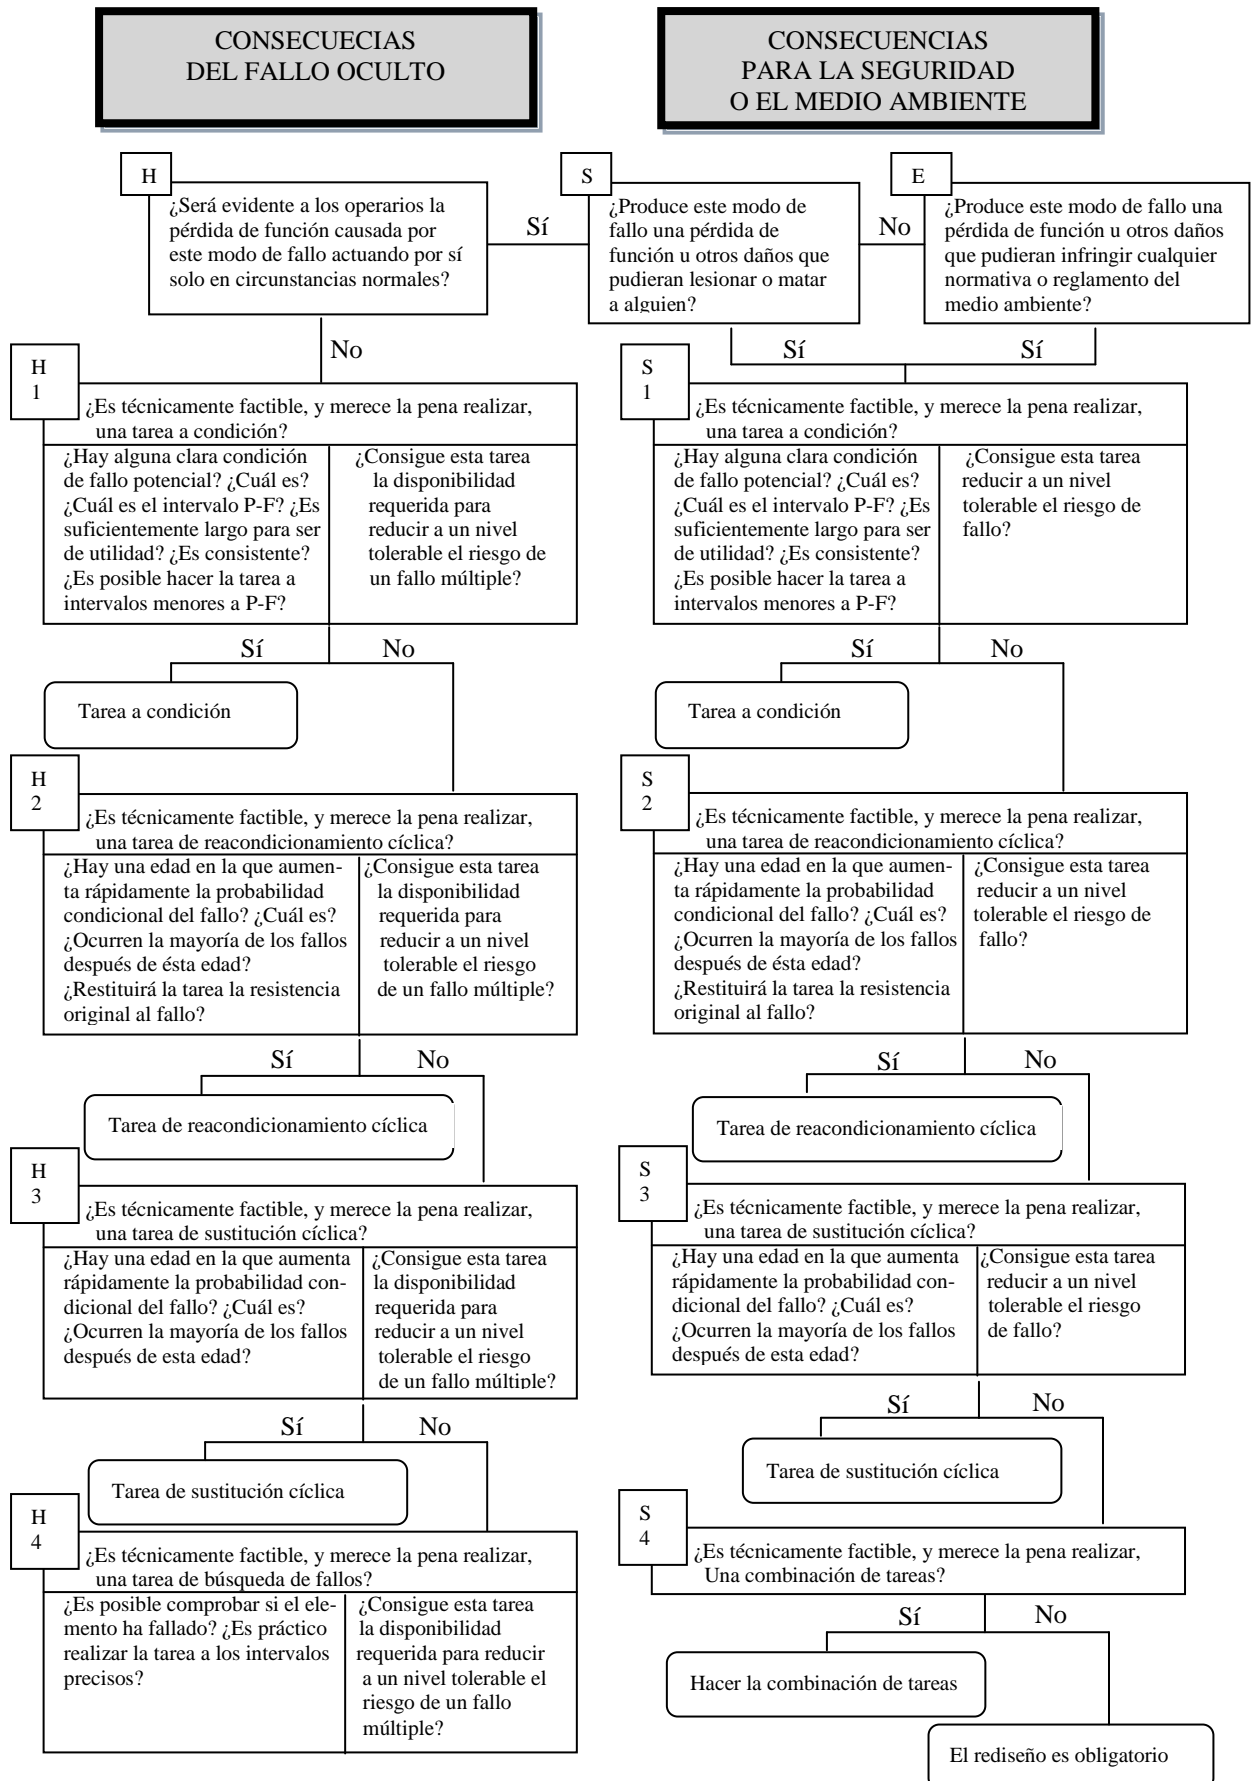 CONSECUECIAS
DEL FALLO OCULTO
CONSECUENCIAS
PARA LA SEGURIDAD
O EL MEDIO AMBIENTE
H
¿Será evidente a los operarios la
pérdida de función causada por
este modo de fallo actuando por sí
solo en circunstancias normales?
Sí
S
¿Produce este modo de
fallo una pérdida de
función u otros daños que
pudieran lesionar o matar
a alguien?
No
E
¿Produce este modo de fallo una
pérdida de función u otros daños
que pudieran infringir cualquier
normativa o reglamento del
medio ambiente?
No
Sí
Sí
H
1
¿Es técnicamente factible, y merece la pena realizar,
una tarea a condición?
¿Hay alguna clara condición
de fallo potencial? ¿Cuál es?
¿Cuál es el intervalo P-F? ¿Es
suficientemente largo para ser
de utilidad? ¿Es consistente?
¿Es posible hacer la tarea a
intervalos menores a P-F?
¿Consigue esta tarea
la disponibilidad
requerida para
reducir a un nivel
tolerable el riesgo de
un fallo múltiple?
Sí
No
Tarea a condición
S
1
¿Es técnicamente factible, y merece la pena realizar,
una tarea a condición?
¿Hay alguna clara condición
de fallo potencial? ¿Cuál es?
¿Cuál es el intervalo P-F? ¿Es
suficientemente largo para ser
de utilidad? ¿Es consistente?
¿Es posible hacer la tarea a
intervalos menores a P-F?
¿Consigue esta tarea
reducir a un nivel
tolerable el riesgo de
fallo?
Sí
No
Tarea a condición
H
2
¿Es técnicamente factible, y merece la pena realizar,
una tarea de reacondicionamiento cíclica?
¿Hay una edad en la que aumen-
ta rápidamente la probabilidad
condicional del fallo? ¿Cuál es?
¿Ocurren la mayoría de los fallos
después de ésta edad?
¿Restituirá la tarea la resistencia
original al fallo?
¿Consigue esta tarea
la disponibilidad
requerida para
reducir a un nivel
tolerable el riesgo
de un fallo múltiple?
Sí
No
Tarea de reacondicionamiento cíclica
S
2
¿Es técnicamente factible, y merece la pena realizar,
una tarea de reacondicionamiento cíclica?
¿Hay una edad en la que aumen-
ta rápidamente la probabilidad
condicional del fallo? ¿Cuál es?
¿Ocurren la mayoría de los fallos
después de ésta edad?
¿Restituirá la tarea la resistencia
original al fallo?
¿Consigue esta tarea
reducir a un nivel
tolerable el riesgo de
fallo?
Sí
No
Tarea de reacondicionamiento cíclica
H
3
¿Es técnicamente factible, y merece la pena realizar,
una tarea de sustitución cíclica?
¿Hay una edad en la que aumenta
rápidamente la probabilidad con-
dicional del fallo? ¿Cuál es?
¿Ocurren la mayoría de los fallos
después de esta edad?
¿Consigue esta tarea
la disponibilidad
requerida para
reducir a un nivel
tolerable el riesgo
de un fallo múltiple?
Sí
No
Tarea de sustitución cíclica
S
3
¿Es técnicamente factible, y merece la pena realizar,
una tarea de sustitución cíclica?
¿Hay una edad en la que aumenta
rápidamente la probabilidad con-
dicional del fallo? ¿Cuál es?
¿Ocurren la mayoría de los fallos
después de esta edad?
¿Consigue esta tarea
reducir a un nivel
tolerable el riesgo
de fallo?
Sí
No
Tarea de sustitución cíclica
H
4
¿Es técnicamente factible, y merece la pena realizar,
una tarea de búsqueda de fallos?
¿Es posible comprobar si el ele-
mento ha fallado? ¿Es práctico
realizar la tarea a los intervalos
precisos?
¿Consigue esta tarea
la disponibilidad
requerida para reducir
a un nivel tolerable el
riesgo de un fallo
múltiple?
S
4
¿Es técnicamente factible, y merece la pena realizar,
Una combinación de tareas?
Sí
No
Hacer la combinación de tareas
El rediseño es obligatorio